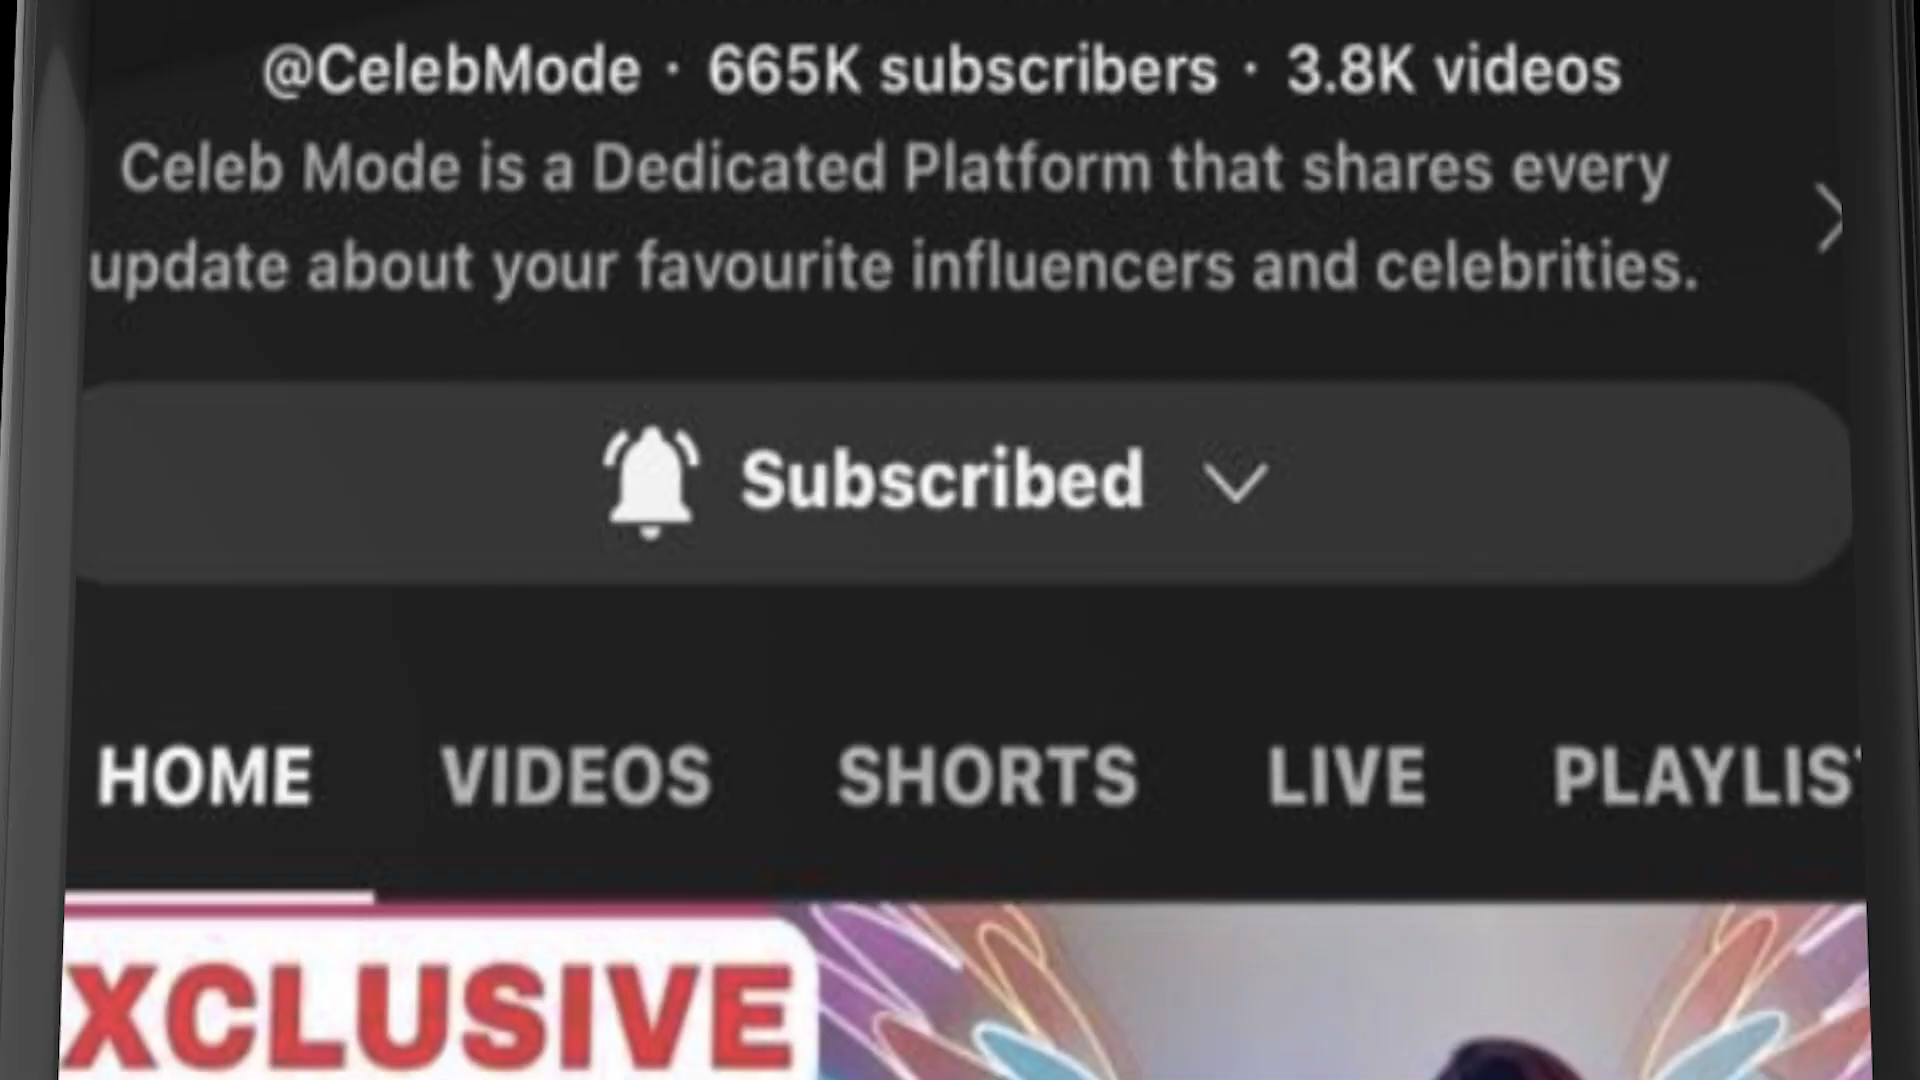 @CelebMode · 665K subscribers · 3.8K videos
Celeb Mode is a Dedicated Platform that shares every
update about your favourite influencers and celebrities.
Subscribed
HOME VIDEOS SHORTS LIVE PLAYLIST
XCLUSIVE